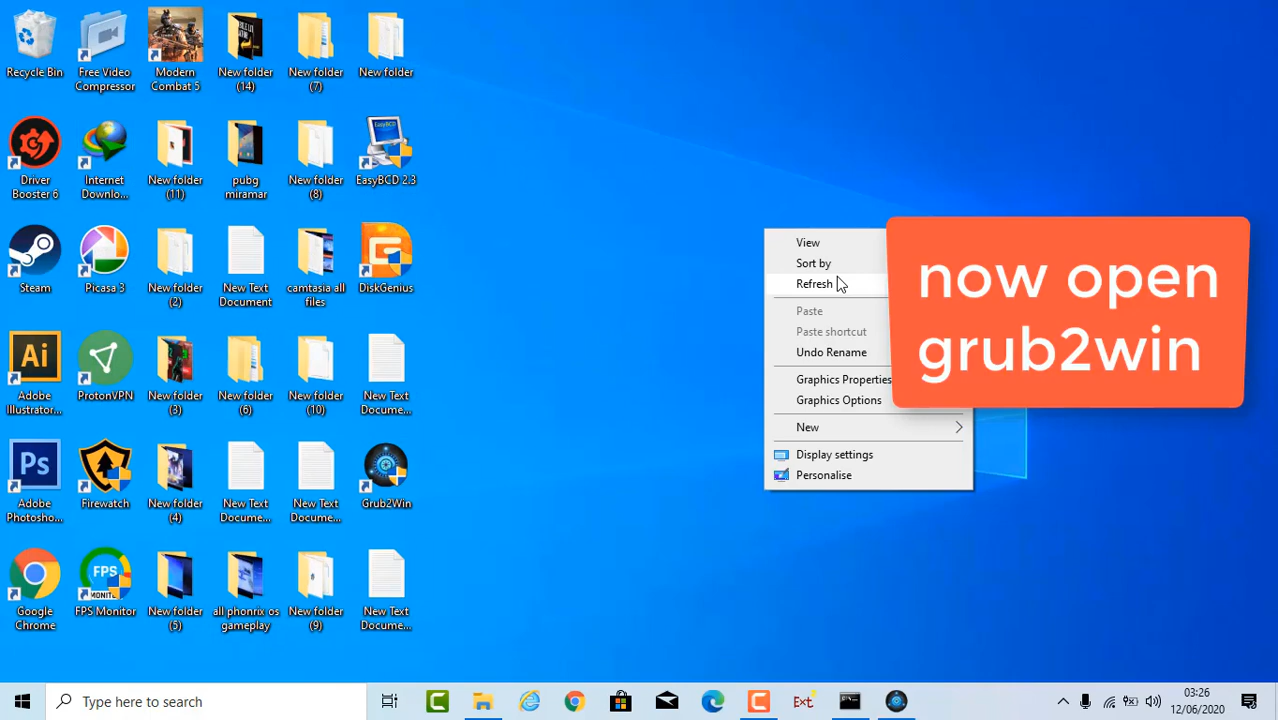 Recycle Bin
Free Video
Compressor
Modern
Combat 5
New folder
(14)
New folder
(7)
New folder
Driver
Booster 6
Internet
Downlo...
New folder
(11)
pubg
miramar
New folder
(8)
EasyBCD
EasyBCD 2.3
Steam
Picasa 3
New folder
(2)
New Text
Document
camtasia all
files
DiskGenius
Ai
Adobe
Illustrator...
ProtonVPN
New folder
(3)
New folder
(6)
New folder
(10)
New Text
Docume...
Ps
Adobe
Photosho...
Firewatch
New folder
(4)
New Text
Docume...
New Text
Docume...
Grub2Win
Google
Chrome
FPS
MONIT
FPS Monitor
New folder
(5)
all phonrix os
gameplay
New folder
(9)
New Text
Docume...
View
Sort by
Refresh
Paste
Paste shortcut
Undo Rename
Graphics Properties
Graphics Options
New
Display settings
Personalise
now open
grub2win
Type here to search
Ext
03:26
12/06/2020